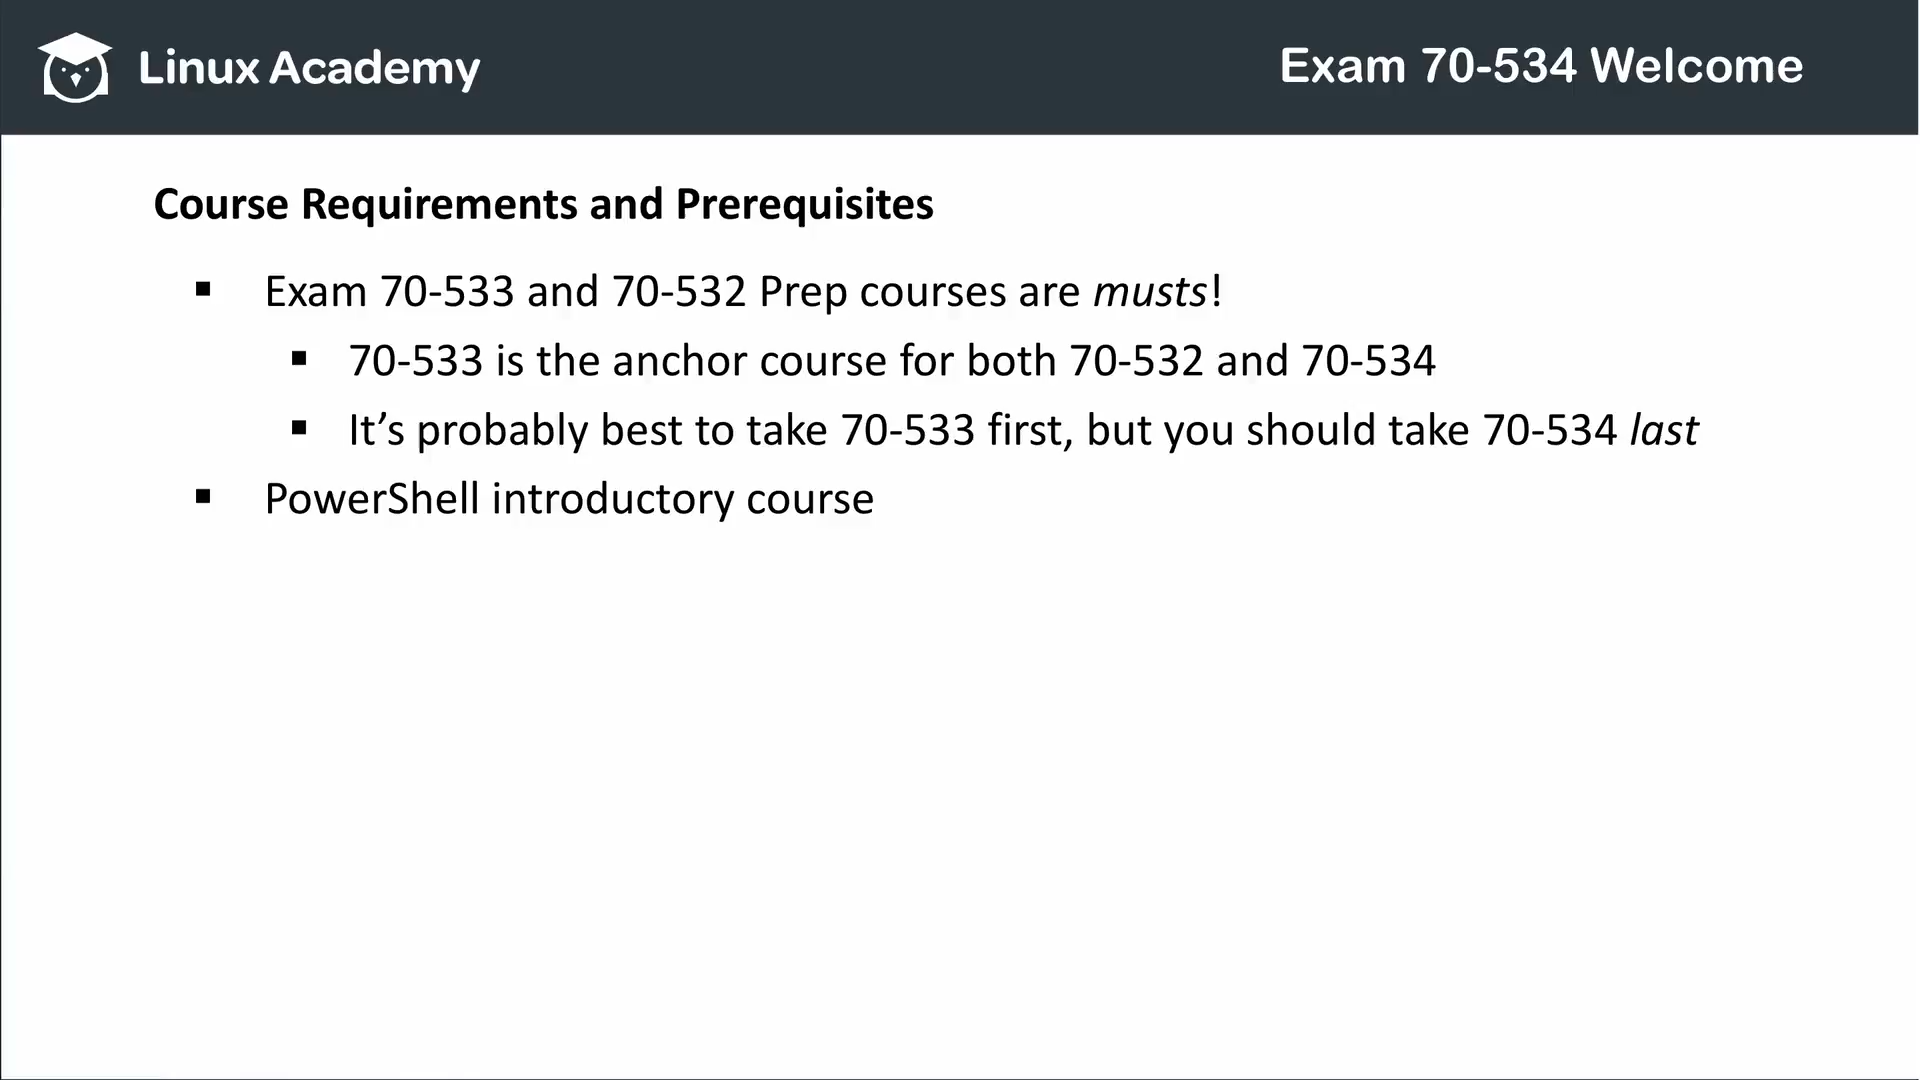 Linux Academy
Exam 70-534 Welcome
Course Requirements and Prerequisites
▪ Exam 70-533 and 70-532 Prep courses are musts!
▪ 70-533 is the anchor course for both 70-532 and 70-534
▪ It’s probably best to take 70-533 first, but you should take 70-534 last
▪ PowerShell introductory course